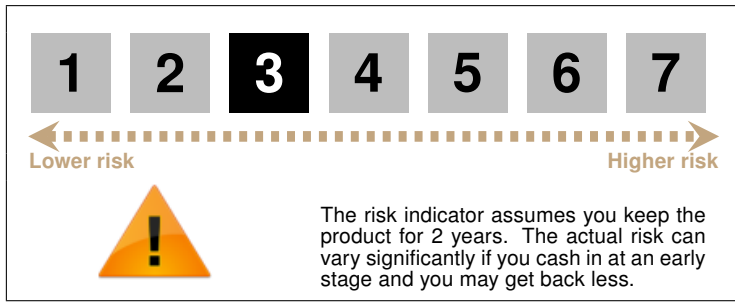 1 2 3 4 5 6 7
Lower risk Higher risk
!
The risk indicator assumes you keep the
product for 2 years. The actual risk can
vary significantly if you cash in at an early
stage and you may get back less.